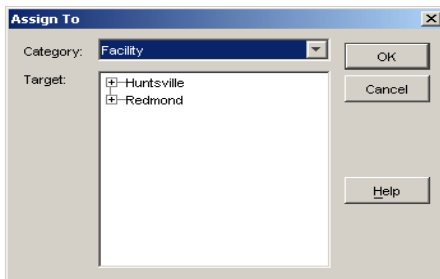 Assign To
Category: Facility
OK
Target:
Huntsville
Cancel
Redmond
Help